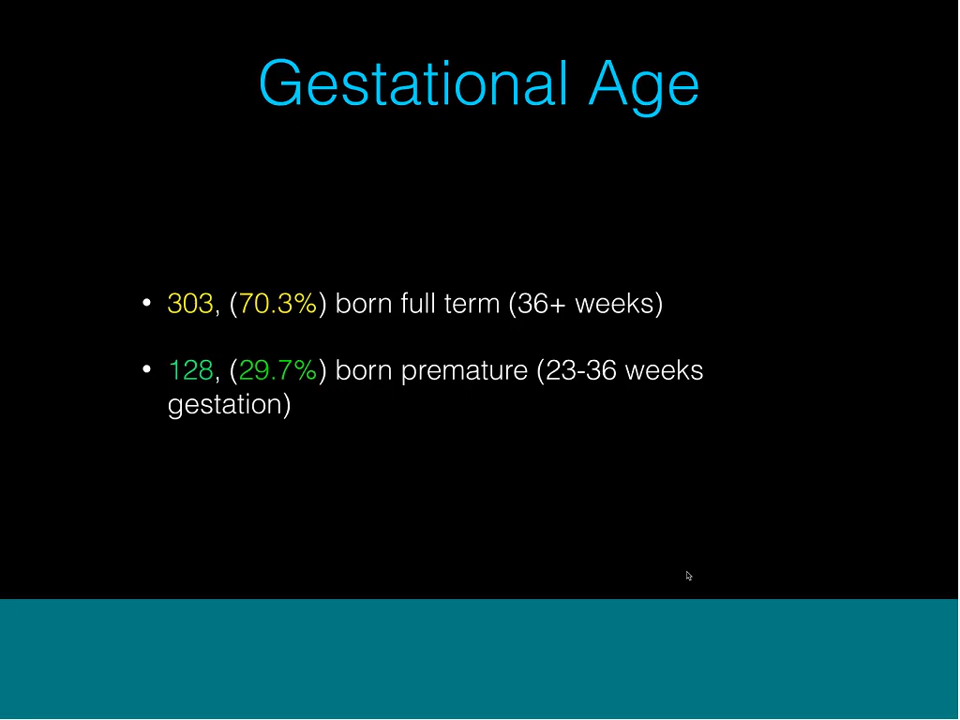 Gestational Age
• 303, (70.3%) born full term (36+ weeks)
• 128, (29.7%) born premature (23-36 weeks
gestation)